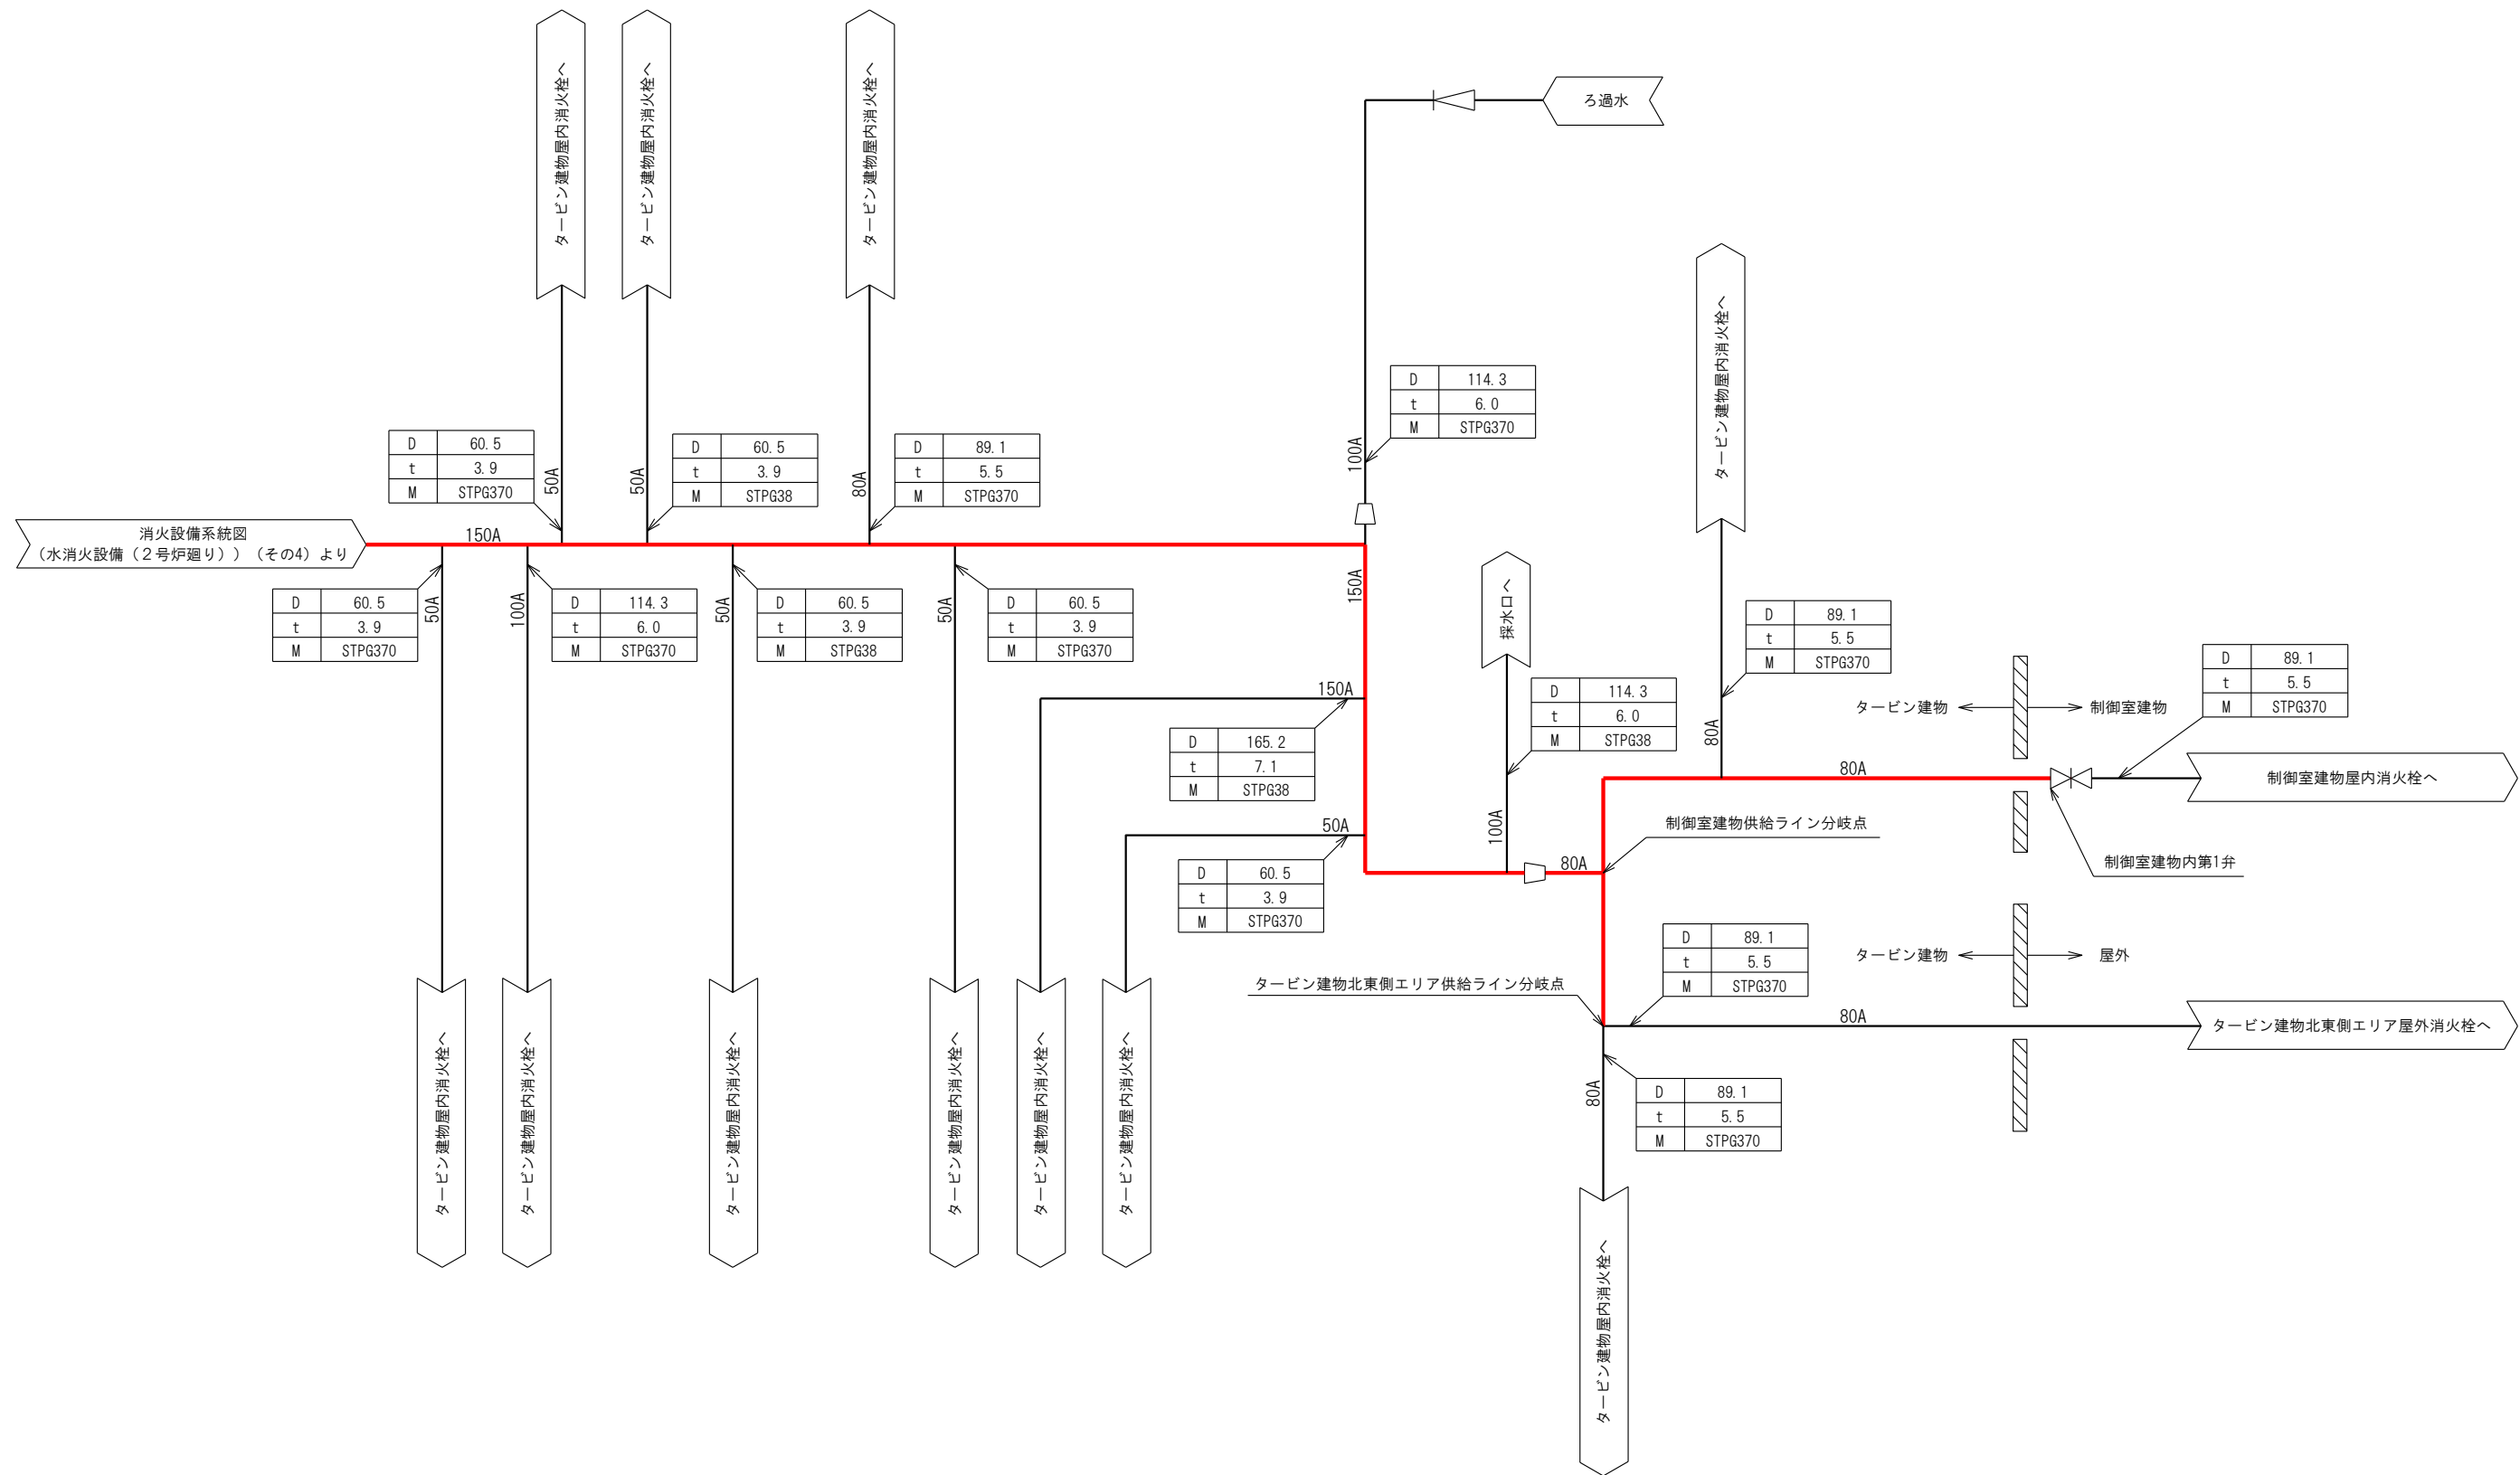 タービン建物屋内消火栓へ
タービン建物屋内消火栓へ
タービン建物屋内消火栓へ
ろ過水
タービン建物屋内消火栓へ
D 114.3
t 6.0
M STPG370
100A
D 60.5
t 3.9
M STPG370
50A
50A
D 60.5
t 3.9
M STPG38
80A
D 89.1
t 5.5
M STPG370
消火設備系統図
(水消火設備(2号炉廻り))(その4)より
150A
150A
D 60.5
t 3.9
M STPG370
50A
100A
D 114.3
t 6.0
M STPG370
50A
D 60.5
t 3.9
M STPG38
50A
D 60.5
t 3.9
M STPG370
採水口へ
D 89.1
t 5.5
M STPG370
80A
D 89.1
t 5.5
M STPG370
タービン建物
制御室建物
150A
D 165.2
t 7.1
M STPG38
D 114.3
t 6.0
M STPG38
100A
80A
制御室建物屋内消火栓へ
50A
D 60.5
t 3.9
M STPG370
80A
制御室建物供給ライン分岐点
制御室建物内第1弁
D 89.1
t 5.5
M STPG370
タービン建物
屋外
タービン建物北東側エリア供給ライン分岐点
80A
タービン建物北東側エリア屋外消火栓へ
80A
D 89.1
t 5.5
M STPG370
タービン建物屋内消火栓へ
タービン建物屋内消火栓へ
タービン建物屋内消火栓へ
タービン建物屋内消火栓へ
タービン建物屋内消火栓へ
タービン建物屋内消火栓へ
タービン建物屋内消火栓へ